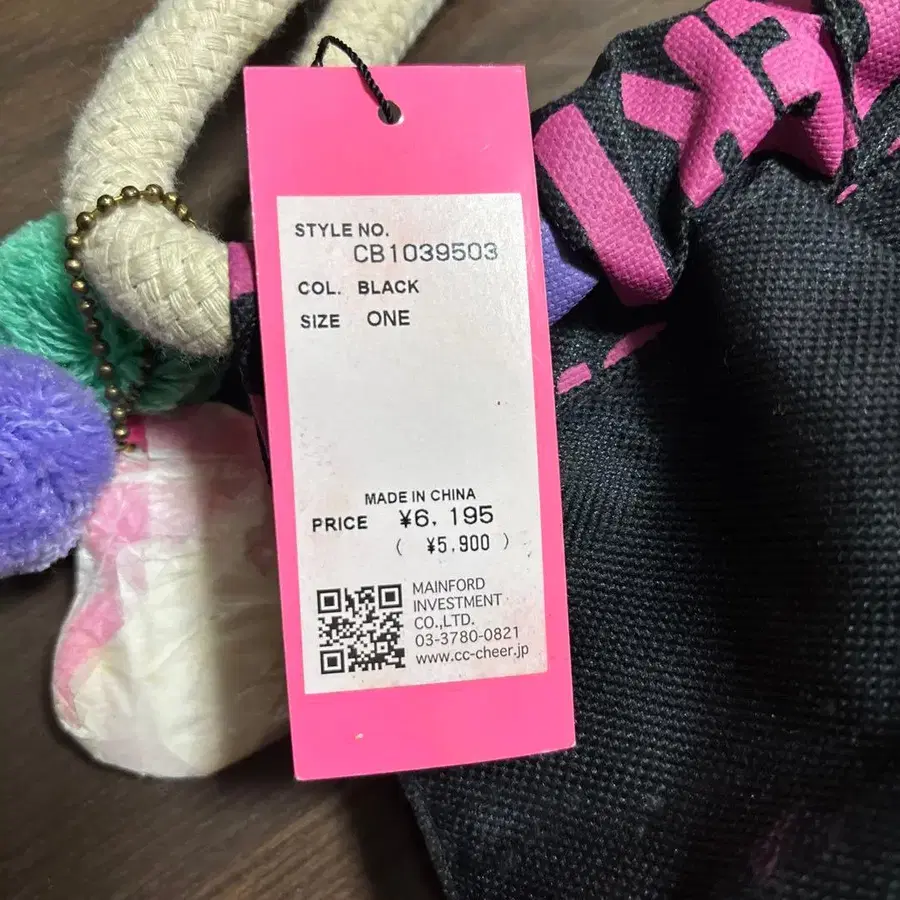 STYLE NO.
CB1039503
COL. BLACK
SIZE ONE
MADE IN CHINA
PRICE ¥6,195
( ¥5,900 )
MAINFORD
INVESTMENT
CO.,LTD.
03-3780-0821
www.cc-cheer.jp